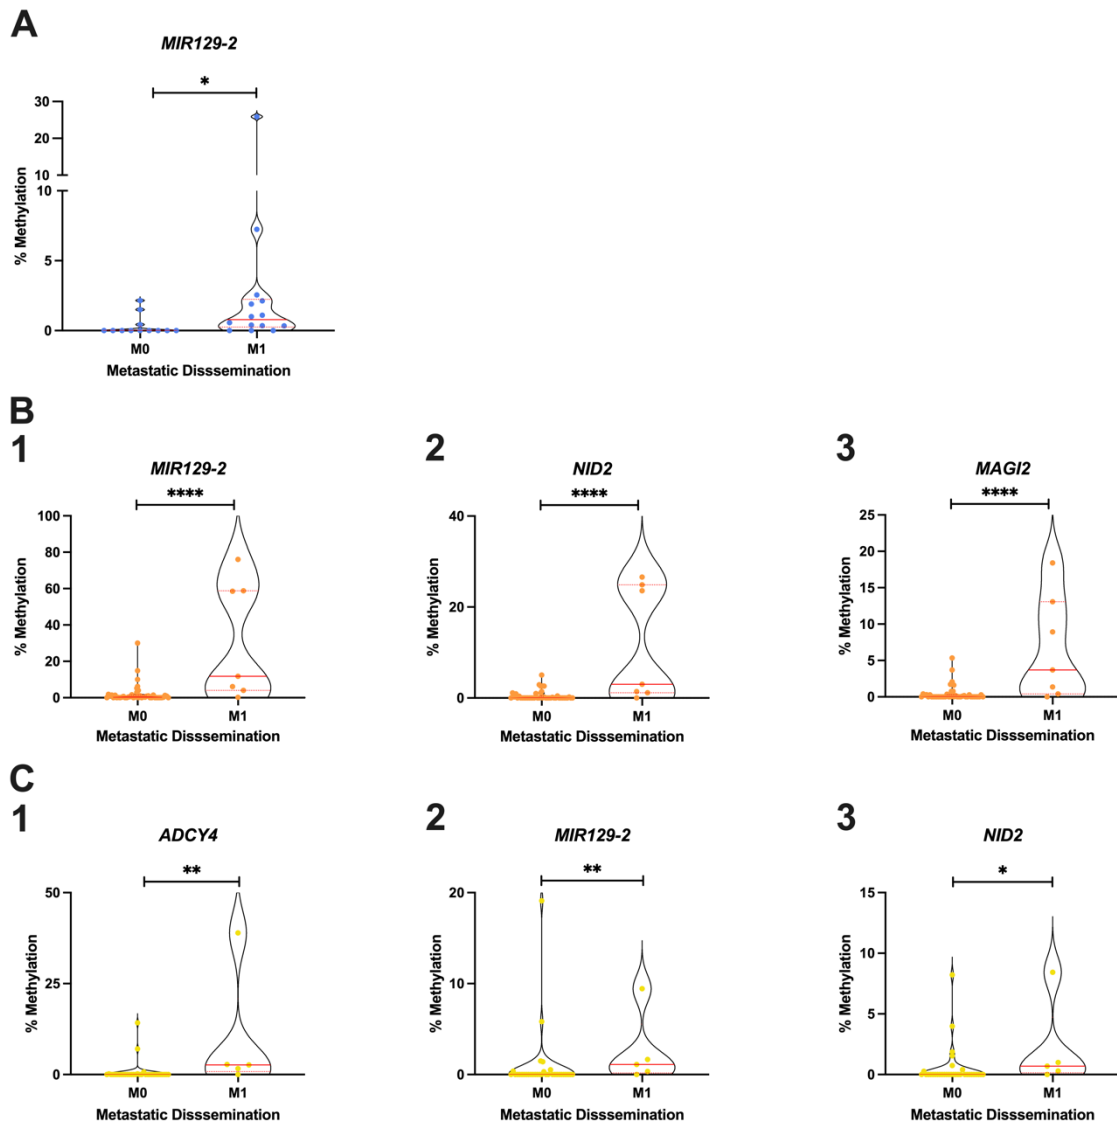 A
MIR129-2
*
30
20
10
10
5
0
% Methylation
M0 M1
Metastatic Disssemination
B
1
MIR129-2
****
100
80
60
40
20
0
% Methylation
M0 M1
Metastatic Disssemination
2
NID2
****
40
20
0
% Methylation
M0 M1
Metastatic Disssemination
3
MAGI2
****
25
20
15
10
5
0
% Methylation
M0 M1
Metastatic Disssemination
C
1
ADCY4
**
50
25
0
% Methylation
M0 M1
Metastatic Disssemination
2
MIR129-2
**
20
10
0
% Methylation
M0 M1
Metastatic Disssemination
3
NID2
*
15
10
5
0
% Methylation
M0 M1
Metastatic Disssemination